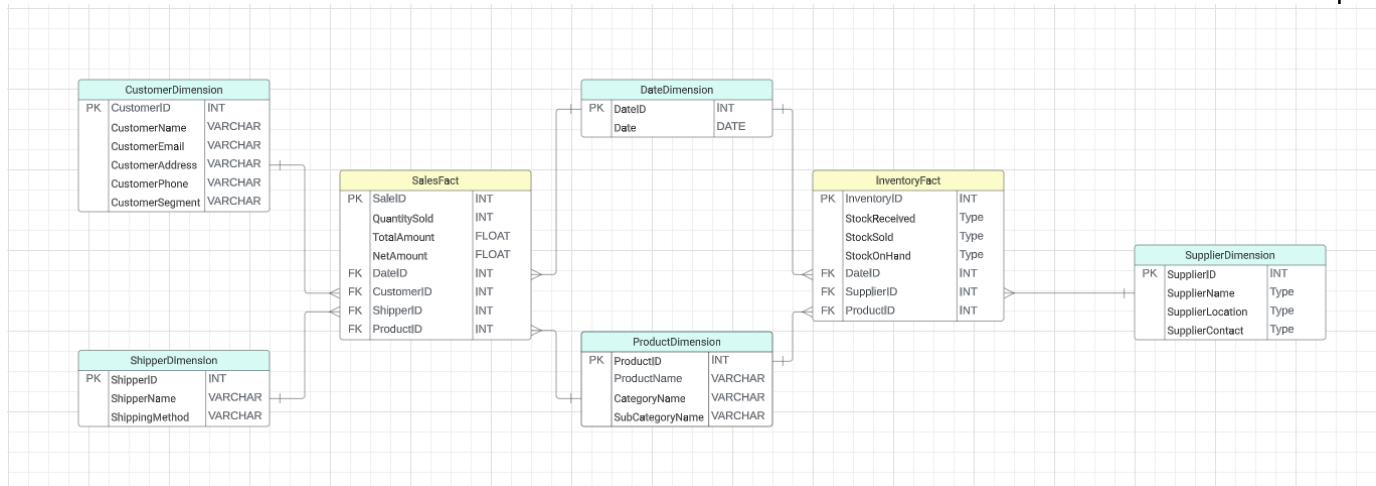 CustomerDimension
PK CustomerID INT
CustomerName VARCHAR
CustomerEmail VARCHAR
CustomerAddress VARCHAR
CustomerPhone VARCHAR
CustomerSegment VARCHAR
ShipperDimension
PK ShipperID INT
ShipperName VARCHAR
ShippingMethod VARCHAR
SalesFact
PK SaleID INT
QuantitySold INT
TotalAmount FLOAT
NetAmount FLOAT
FK DateID INT
FK CustomerID INT
FK ShipperID INT
FK ProductID INT
DateDimension
PK DateID INT
Date DATE
ProductDimension
PK ProductID INT
ProductName VARCHAR
CategoryName VARCHAR
SubCategoryName VARCHAR
InventoryFact
PK InventoryID INT
StockReceived Type
StockSold Type
StockOnHand Type
FK DateID INT
FK SupplierID INT
FK ProductID INT
SupplierDimension
PK SupplierID INT
SupplierName Type
SupplierLocation Type
SupplierContact Type